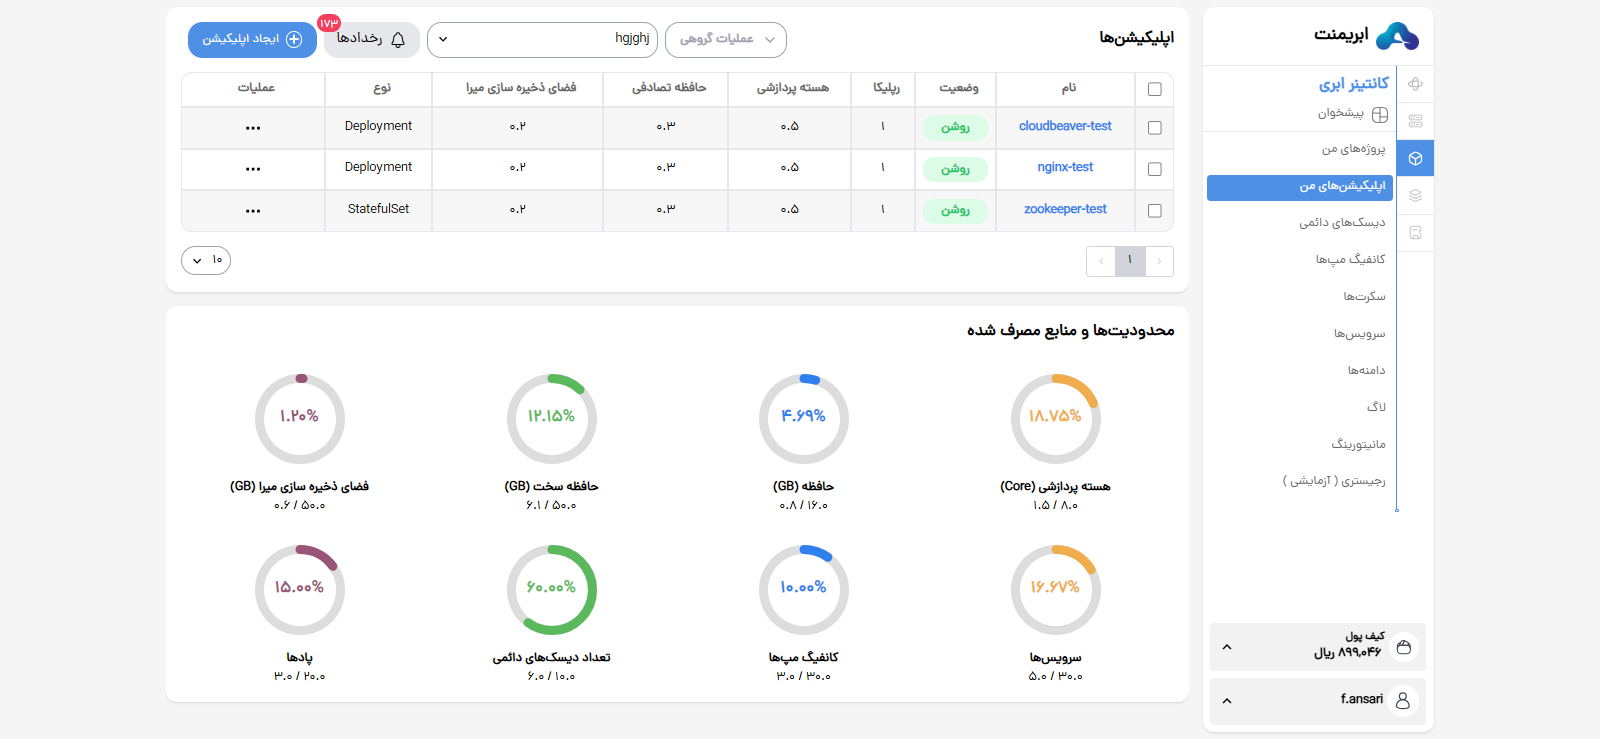 ابریمنت
کانتینر ابری
پیشخوان
پروژه‌های من
اپلیکیشن‌های من
دیسک‌های دائمی
کانفیگ مپ‌ها
سکرت‌ها
سرویس‌ها
دامنه‌ها
لاگ
مانیتورینگ
رجیستری ( آزمایشی )
کیف پول
۸۹۹,۰۴۶ ریال
f.ansari
اپلیکیشن‌ها
عملیات گروهی
hgjghj
رخدادها
۱۷۳
ایجاد اپلیکیشن
نام وضعیت رپلیکا هسته پردازشی حافظه تصادفی فضای ذخیره سازی میرا نوع عملیات
cloudbeaver-test روشن ۱ ۰.۵ ۰.۳ ۰.۲ Deployment ...
nginx-test روشن ۱ ۰.۵ ۰.۳ ۰.۲ Deployment ...
zookeeper-test روشن ۱ ۰.۵ ۰.۳ ۰.۲ StatefulSet ...
۱
۱۰
محدودیت‌ها و منابع مصرف شده
۱۸.۷۵% ۴.۶۹% ۱۲.۱۵% ۱.۲۰%
هسته پردازشی (Core) حافظه (GB) حافظه سخت (GB) فضای ذخیره سازی میرا (GB)
۱.۵ / ۸.۰ ۰.۸ / ۱۶.۰ ۶.۱ / ۵۰.۰ ۰.۶ / ۵۰.۰
۱۶.۶۷% ۱۰.۰۰% ۶۰.۰۰% ۱۵.۰۰%
سرویس‌ها کانفیگ مپ‌ها تعداد دیسک‌های دائمی پادها
۵.۰ / ۳۰.۰ ۳.۰ / ۳۰.۰ ۶.۰ / ۱۰.۰ ۳.۰ / ۲۰.۰